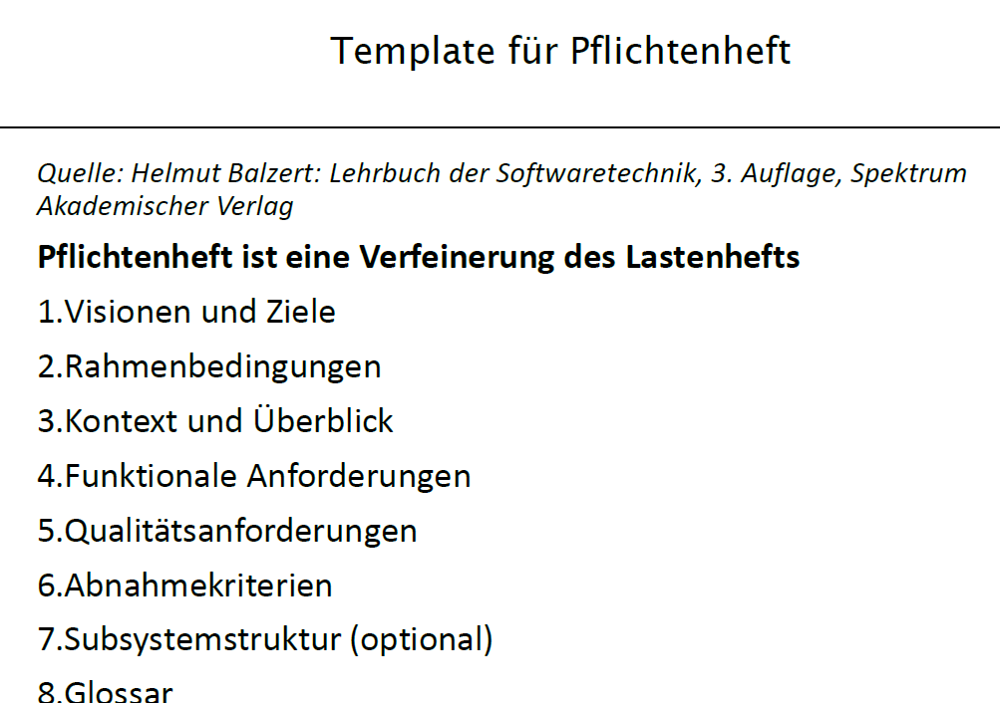 Template für Pflichtenheft
Quelle: Helmut Balzert: Lehrbuch der Softwaretechnik, 3. Auflage, Spektrum
Akademischer Verlag
Pflichtenheft ist eine Verfeinerung des Lastenhefts
1.Visionen und Ziele
2.Rahmenbedingungen
3.Kontext und Überblick
4.Funktionale Anforderungen
5.Qualitätsanforderungen
6.Abnahmekriterien
7.Subsystemstruktur (optional)
8.Glossar